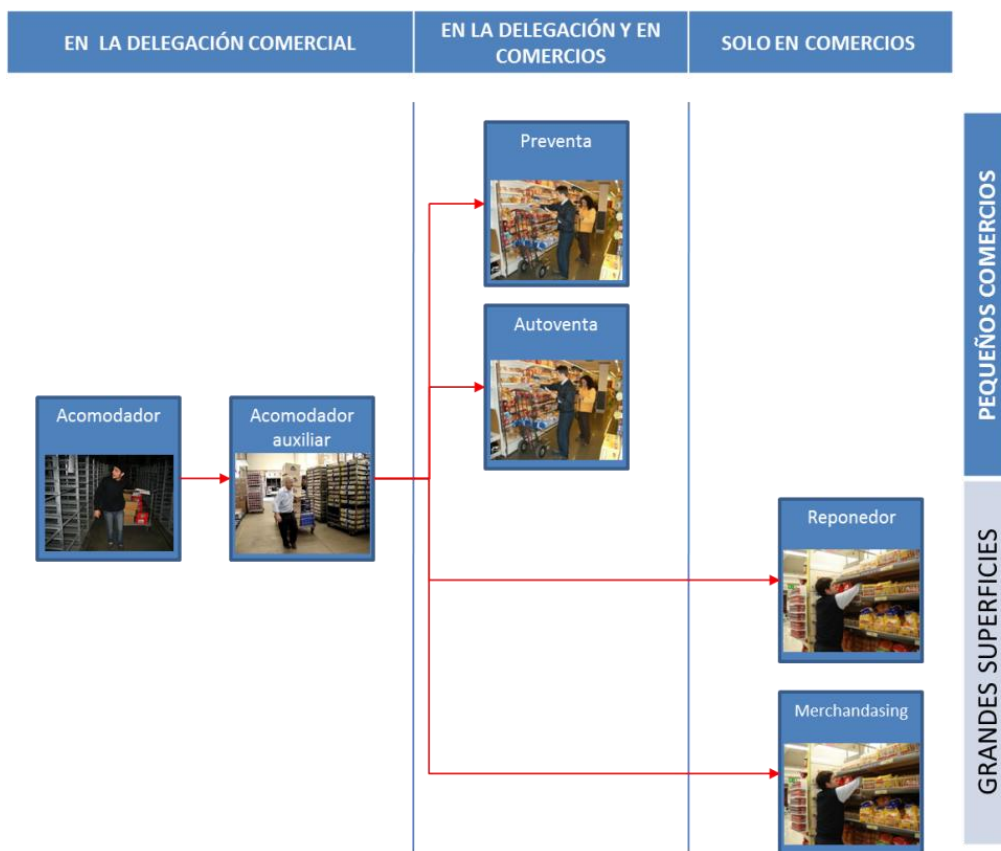 EN LA DELEGACIÓN COMERCIAL
EN LA DELEGACIÓN Y EN
COMERCIOS
SOLO EN COMERCIOS
Preventa
Autoventa
Acomodador
Acomodador
auxiliar
Reponedor
Merchandasing
PEQUEÑOS COMERCIOS
GRANDES SUPERFICIES